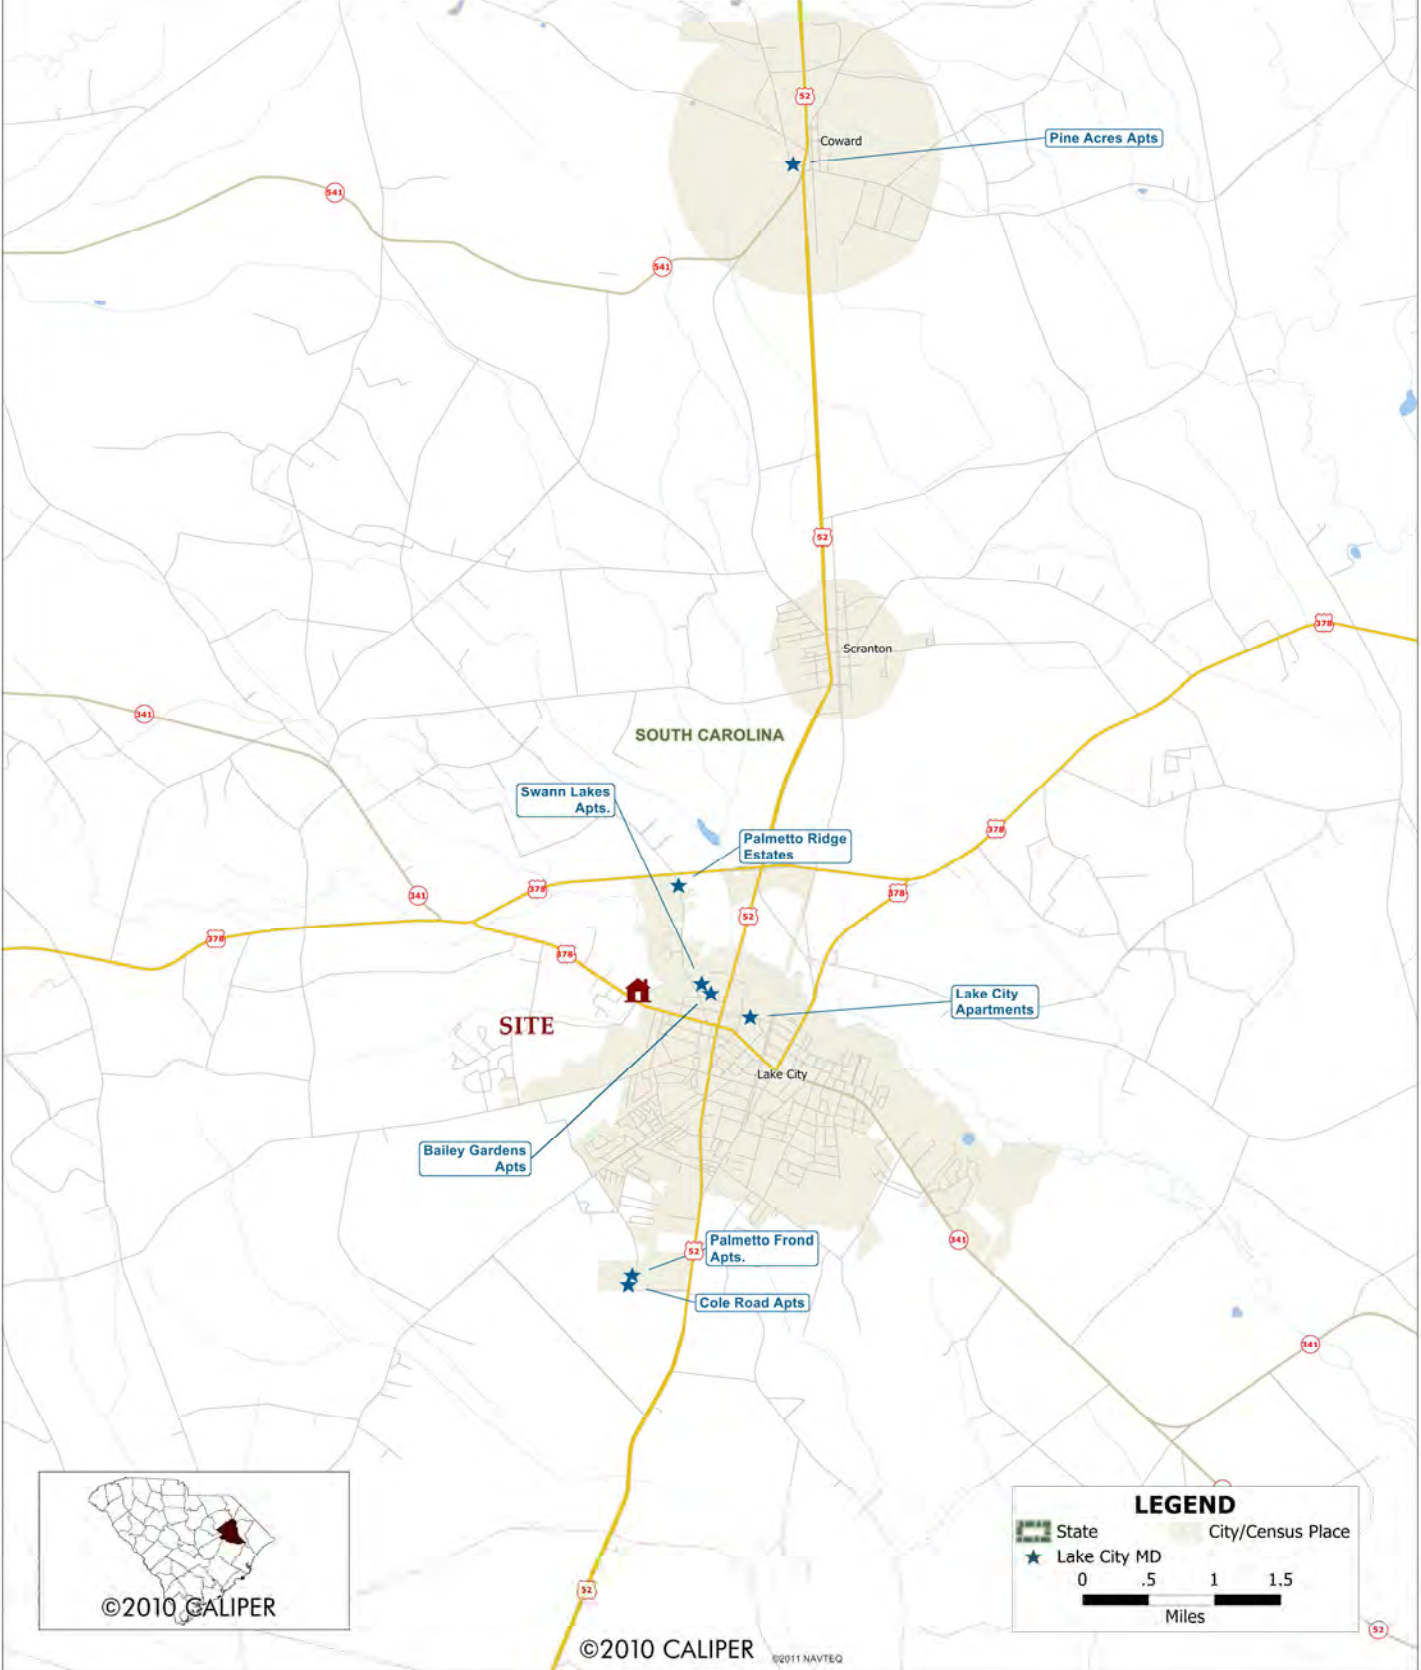 52
Coward
Pine Acres Apts
541
541
52
Scranton
378
341
SOUTH CAROLINA
Swann Lakes
Apts.
Palmetto Ridge
Estates
378
378
341
378
52
378
378
Lake City
Apartments
SITE
Lake City
Bailey Gardens
Apts
341
Palmetto Frond
Apts.
52
Cole Road Apts
341
LEGEND
State
City/Census Place
Lake City MD
0 .5 1 1.5
Miles
52
52
©2010 CALIPER
©2010 CALIPER
©2011 NAVTEQ